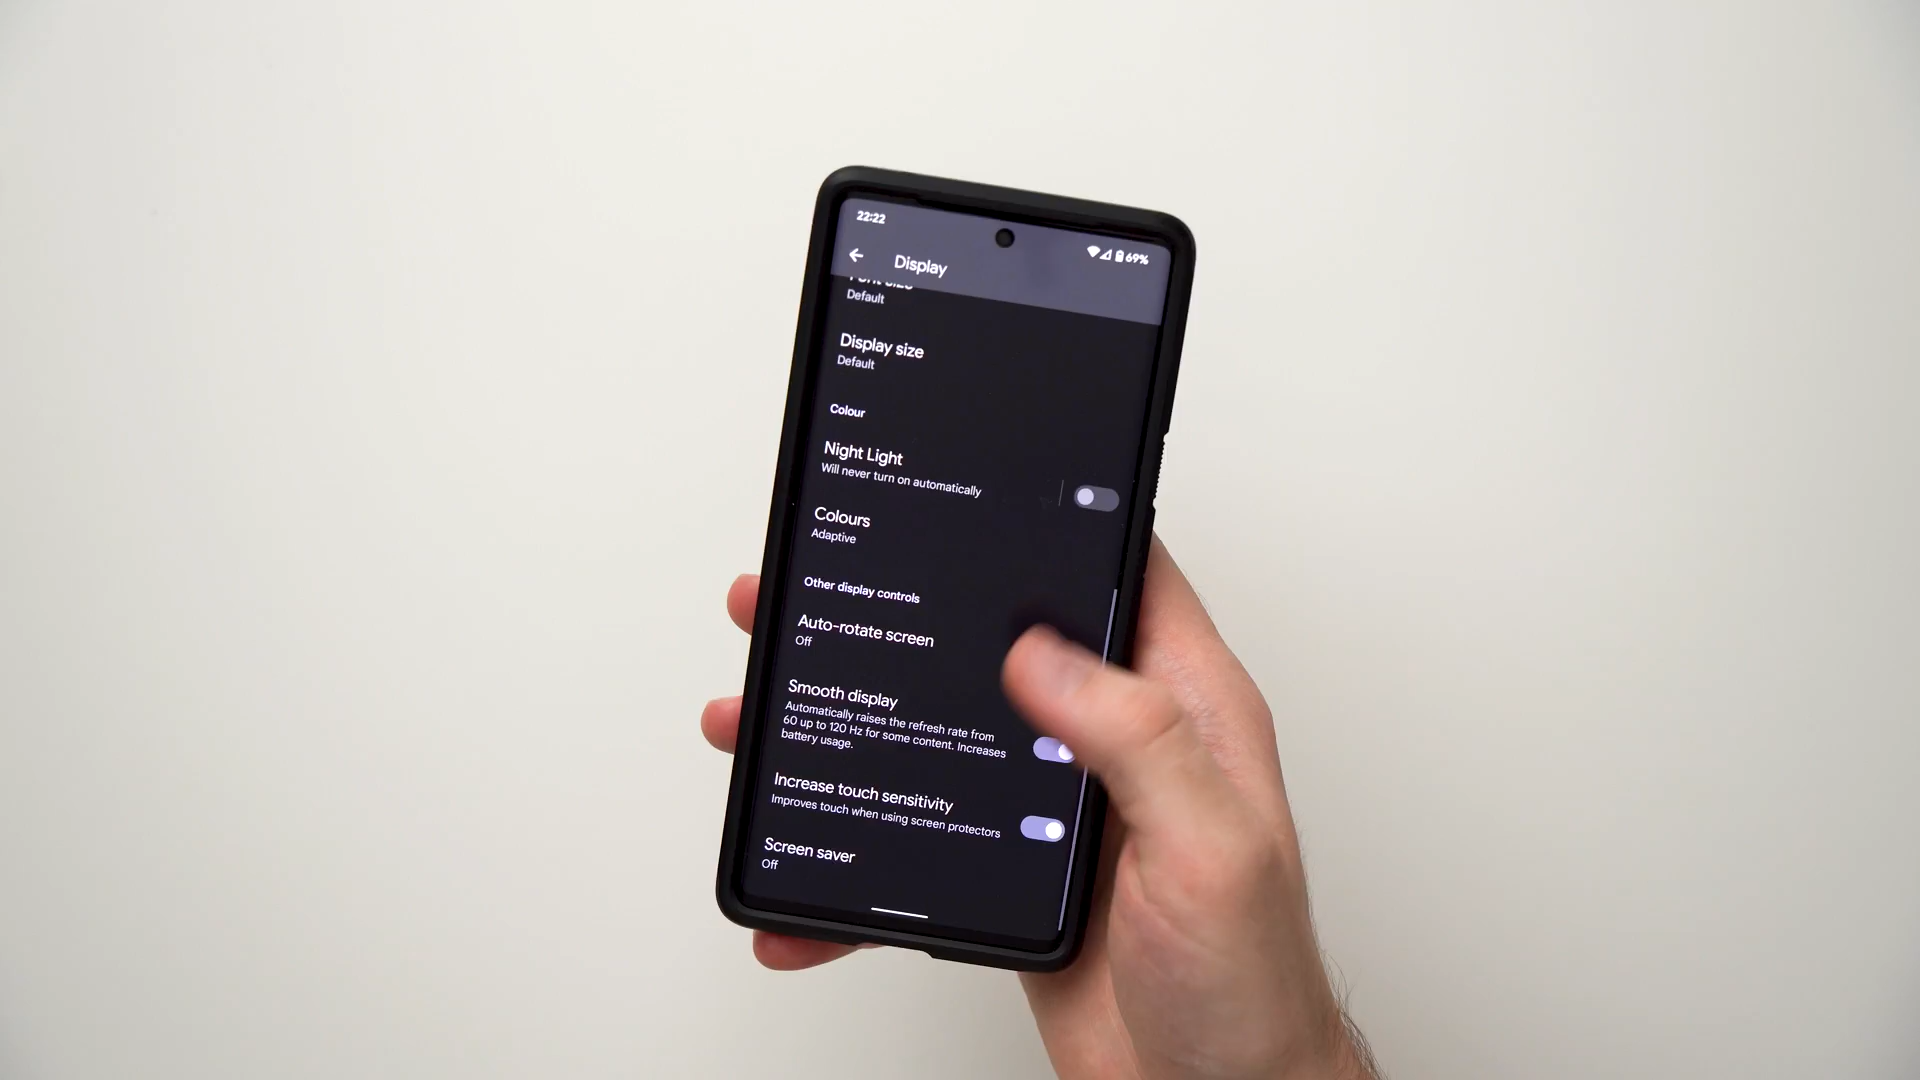 22:22
69%
Display
Font size
Default
Display size
Default
Colour
Night Light
Will never turn on automatically
Colours
Adaptive
Other display controls
Auto-rotate screen
Off
Smooth display
Automatically raises the refresh rate from
60 up to 120 Hz for some content. Increases
battery usage.
Increase touch sensitivity
Improves touch when using screen protectors
Screen saver
Off